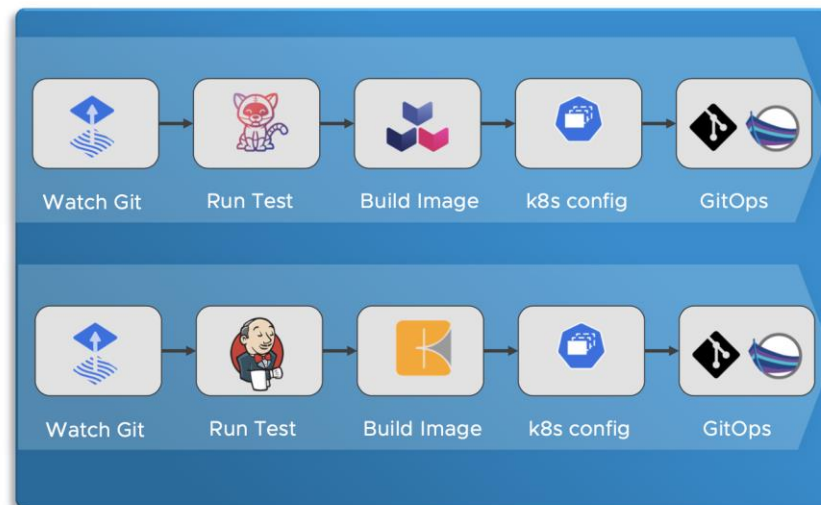 Watch Git
Run Test
Build Image
k8s config
GitOps
Watch Git
Run Test
Build Image
k8s config
GitOps